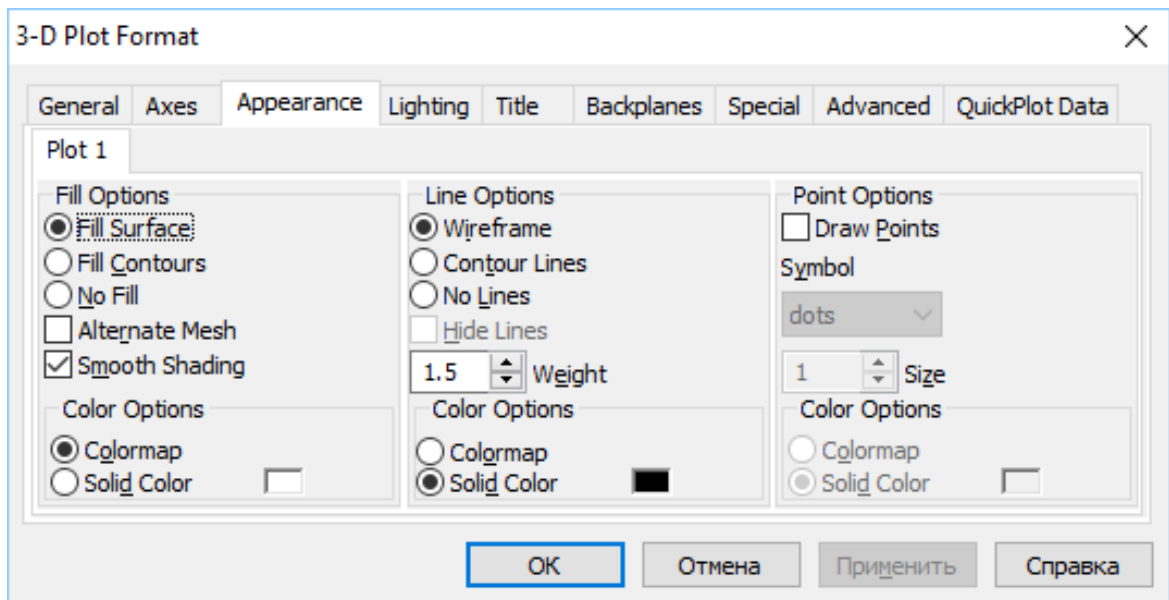 3-D Plot Format
General Axes Appearance Lighting Title Backplanes Special Advanced QuickPlot Data
Plot 1
Fill Options
Fill Surface
Fill Contours
No Fill
Alternate Mesh
Smooth Shading
Color Options
Colormap
Solid Color
Line Options
Wireframe
Contour Lines
No Lines
Hide Lines
1.5 Weight
Color Options
Colormap
Solid Color
Point Options
Draw Points
Symbol
dots
1 Size
Color Options
Colormap
Solid Color
OK Отмена Применить Справка